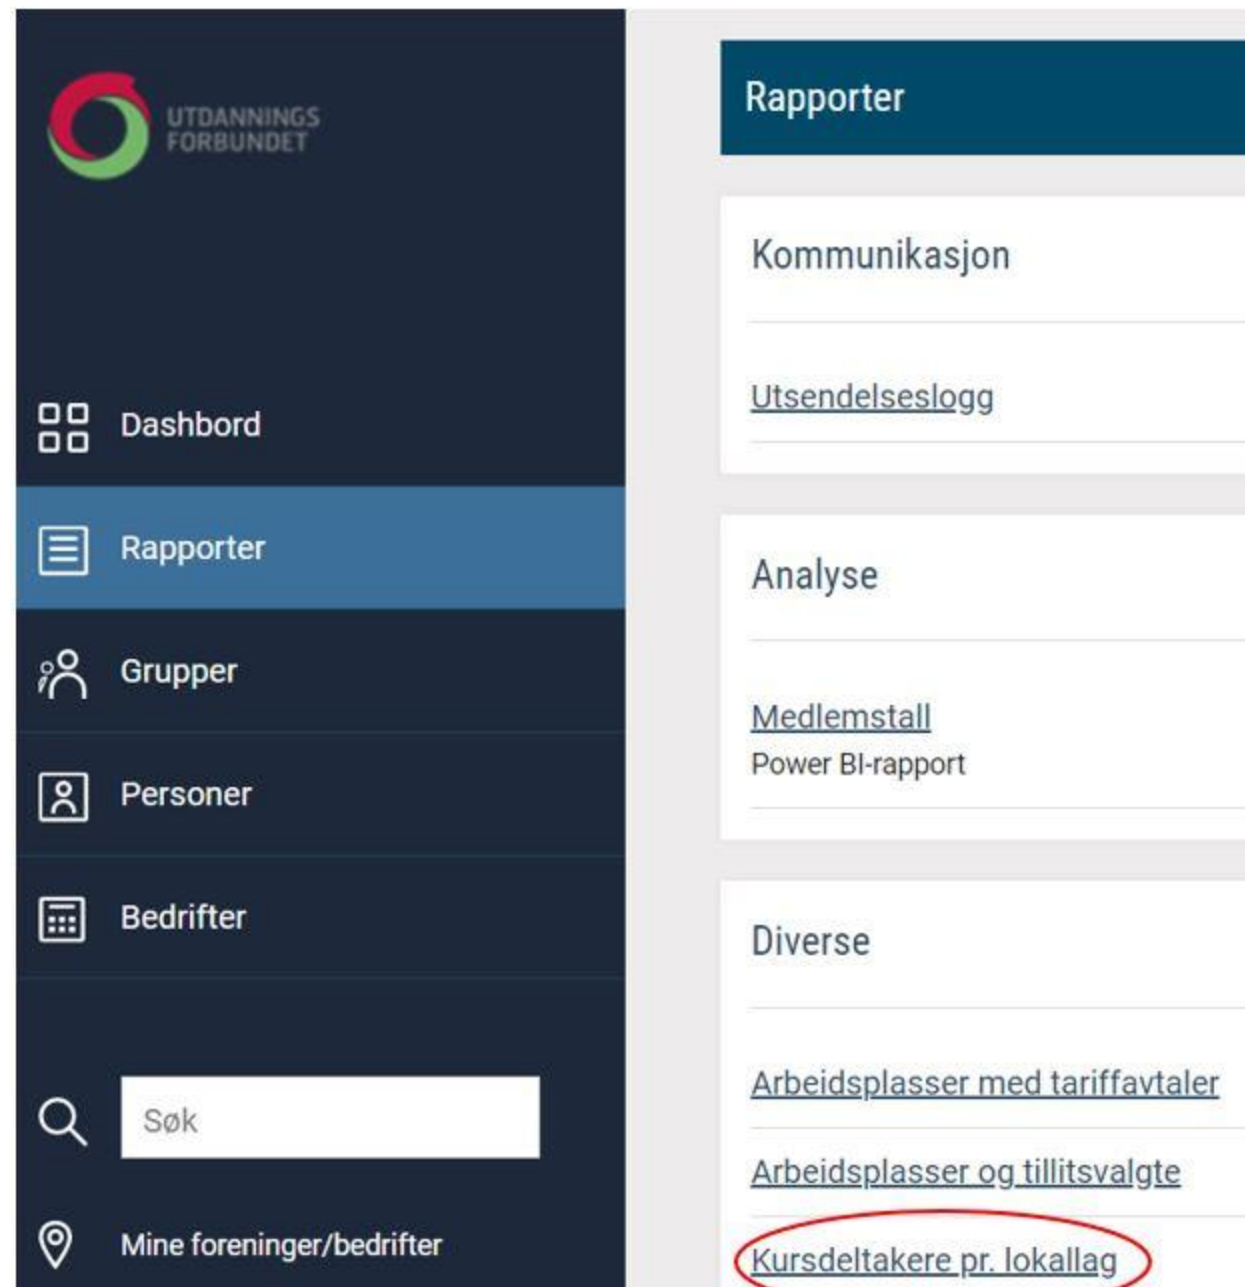 UTDANNINGS
FORBUNDET
Dashbord
Rapporter
Grupper
Personer
Bedrifter
Søk
Mine foreninger/bedrifter
Rapporter
Kommunikasjon
Utsendelseslogg
Analyse
Medlemstall
Power BI-rapport
Diverse
Arbeidsplasser med tariffavtaler
Arbeidsplasser og tillitsvalgte
Kursdeltakere pr. lokallag